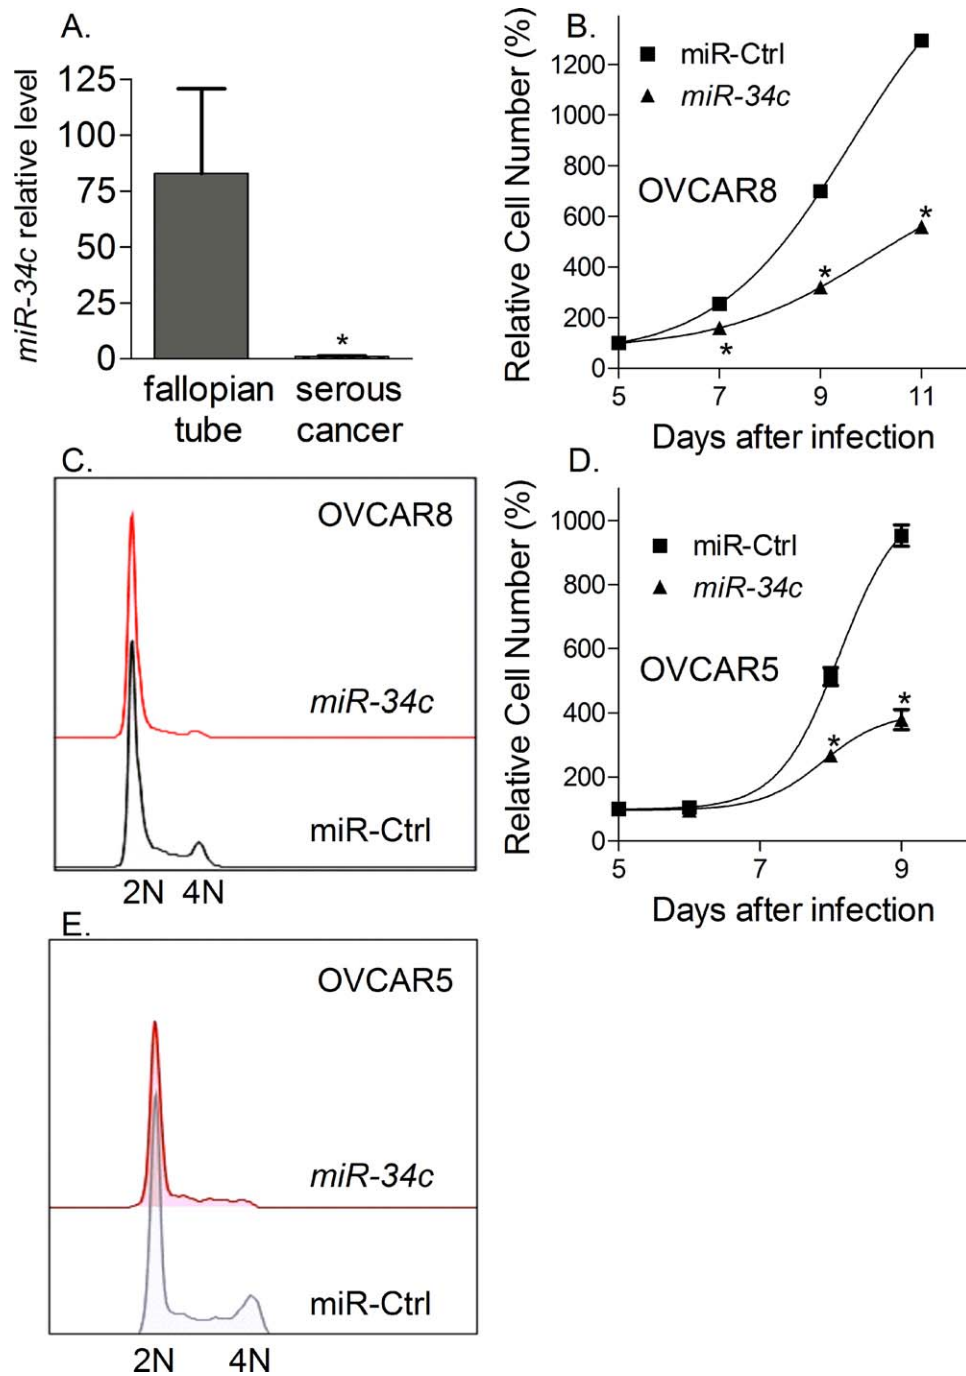 A.
miR-34c relative level
125
100
75
50
25
0
*
fallopian
tube
serous
cancer
B.
Relative Cell Number (%)
1200
1000
800
600
400
200
0
miR-Ctrl
miR-34c
OVCAR8
*
*
*
5
7
9
11
Days after infection
C.
OVCAR8
miR-34c
miR-Ctrl
2N
4N
D.
Relative Cell Number (%)
1000
800
600
400
200
0
miR-Ctrl
miR-34c
OVCAR5
*
*
5
7
9
Days after infection
E.
OVCAR5
miR-34c
miR-Ctrl
2N
4N